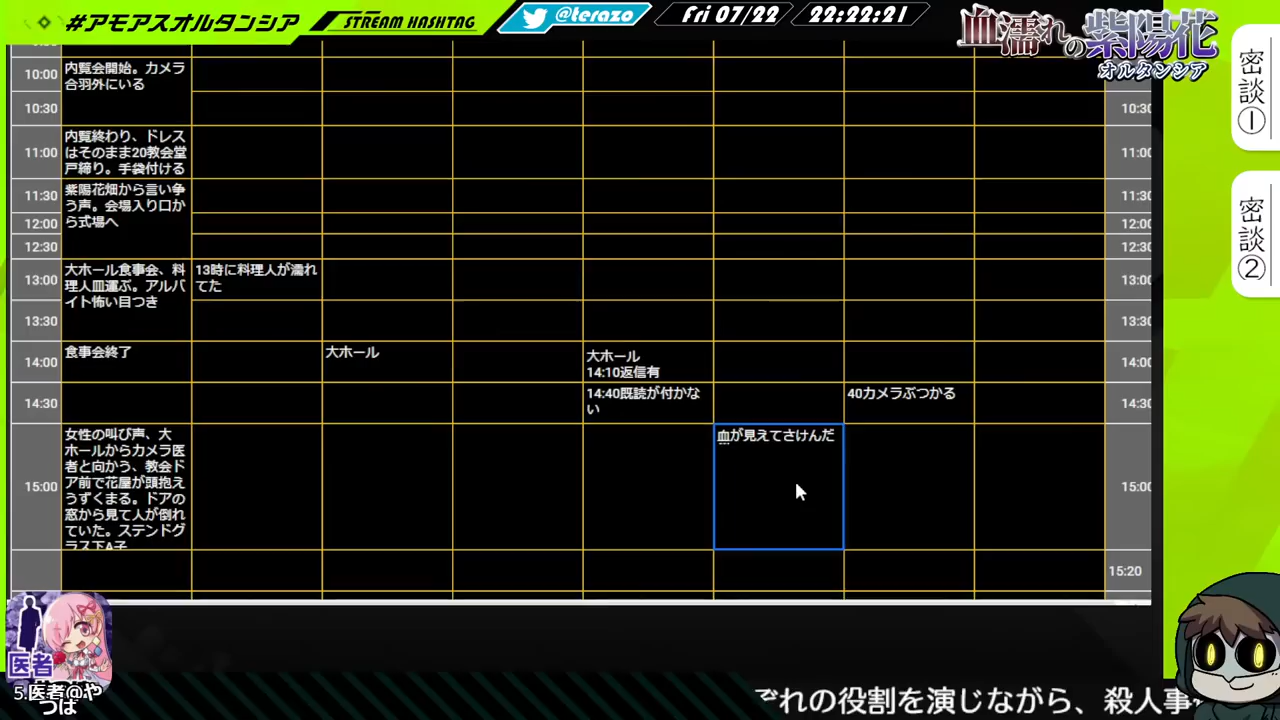 #アモアスオルタンシア
STREAM HASHTAG
@terazo
Fri 07/22
22:22:21
血濡れの紫陽花
オルタンシア
密談①
密談②
10:00
内覧会開始。カメラ
合羽外にいる
10:30
10:30
11:00
内覧終わり、ドレス
はそのまま20教会堂
戸締り。手袋付ける
11:00
11:30
紫陽花畑から言い争
う声。会場入り口か
ら式場へ
11:30
12:00
12:00
12:30
12:30
13:00
大ホール食事会、料
理人皿運ぶ。アルバ
イト怖い目つき
13時に料理人が濡れ
てた
13:00
13:30
13:30
14:00
食事会終了
大ホール
大ホール
14:10返信有
14:00
14:30
14:40既読が付かな
い
40カメラぶつかる
14:30
15:00
女性の叫び声、大
ホールからカメラ医
者と向かう、教会ド
ア前で花屋が頭抱え
うずくまる。ドアの
窓から見て人が倒れ
ていた。ステンドグ
ラス下A子
血が見えてさけんだ
15:00
15:20
医者
5.医者@や
つば
ぞれの役割を演じながら、殺人事